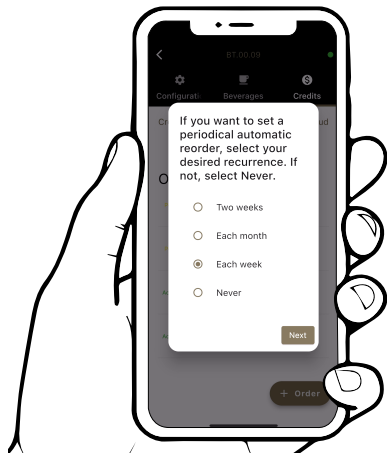 BT.00.09
Configurati
Beverages
Credits
If you want to set a
periodical automatic
reorder, select your
desired recurrence. If
not, select Never.
Two weeks
Each month
Each week
Never
Next
+ Order